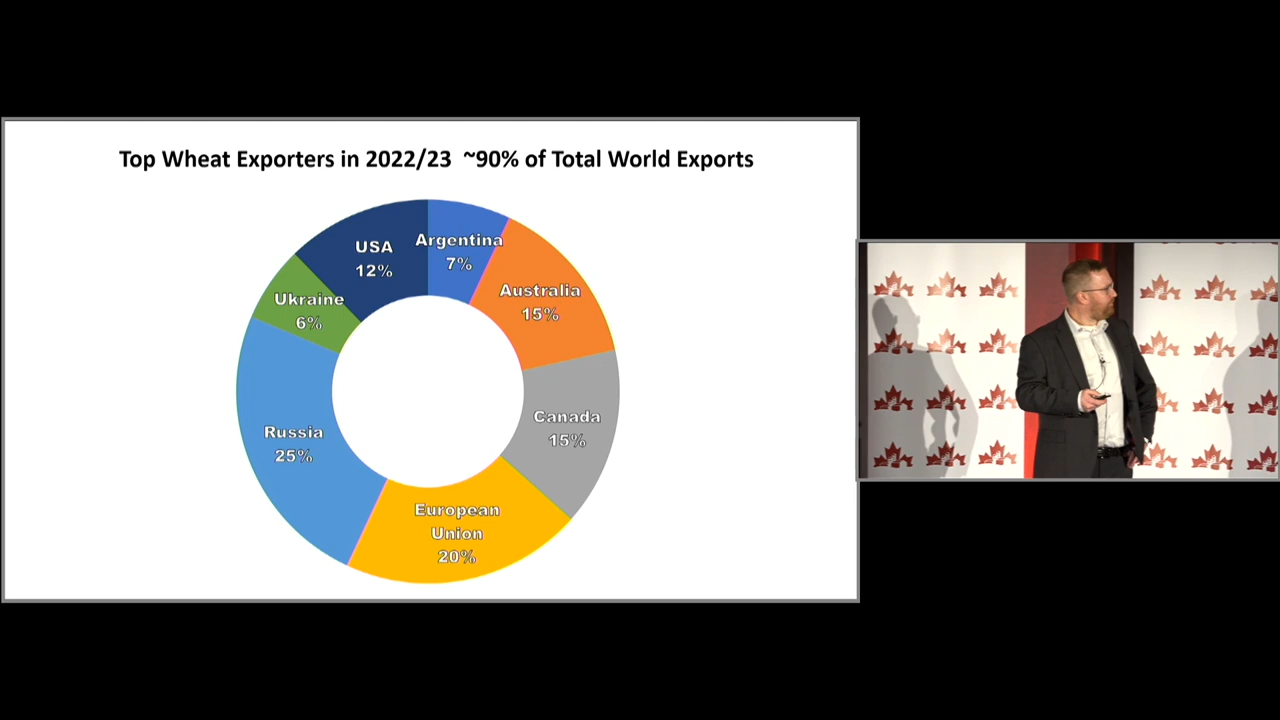 Top Wheat Exporters in 2022/23 ~90% of Total World Exports
USA
12%
Argentina
7%
Australia
15%
Ukraine
6%
Canada
15%
Russia
25%
European
Union
20%